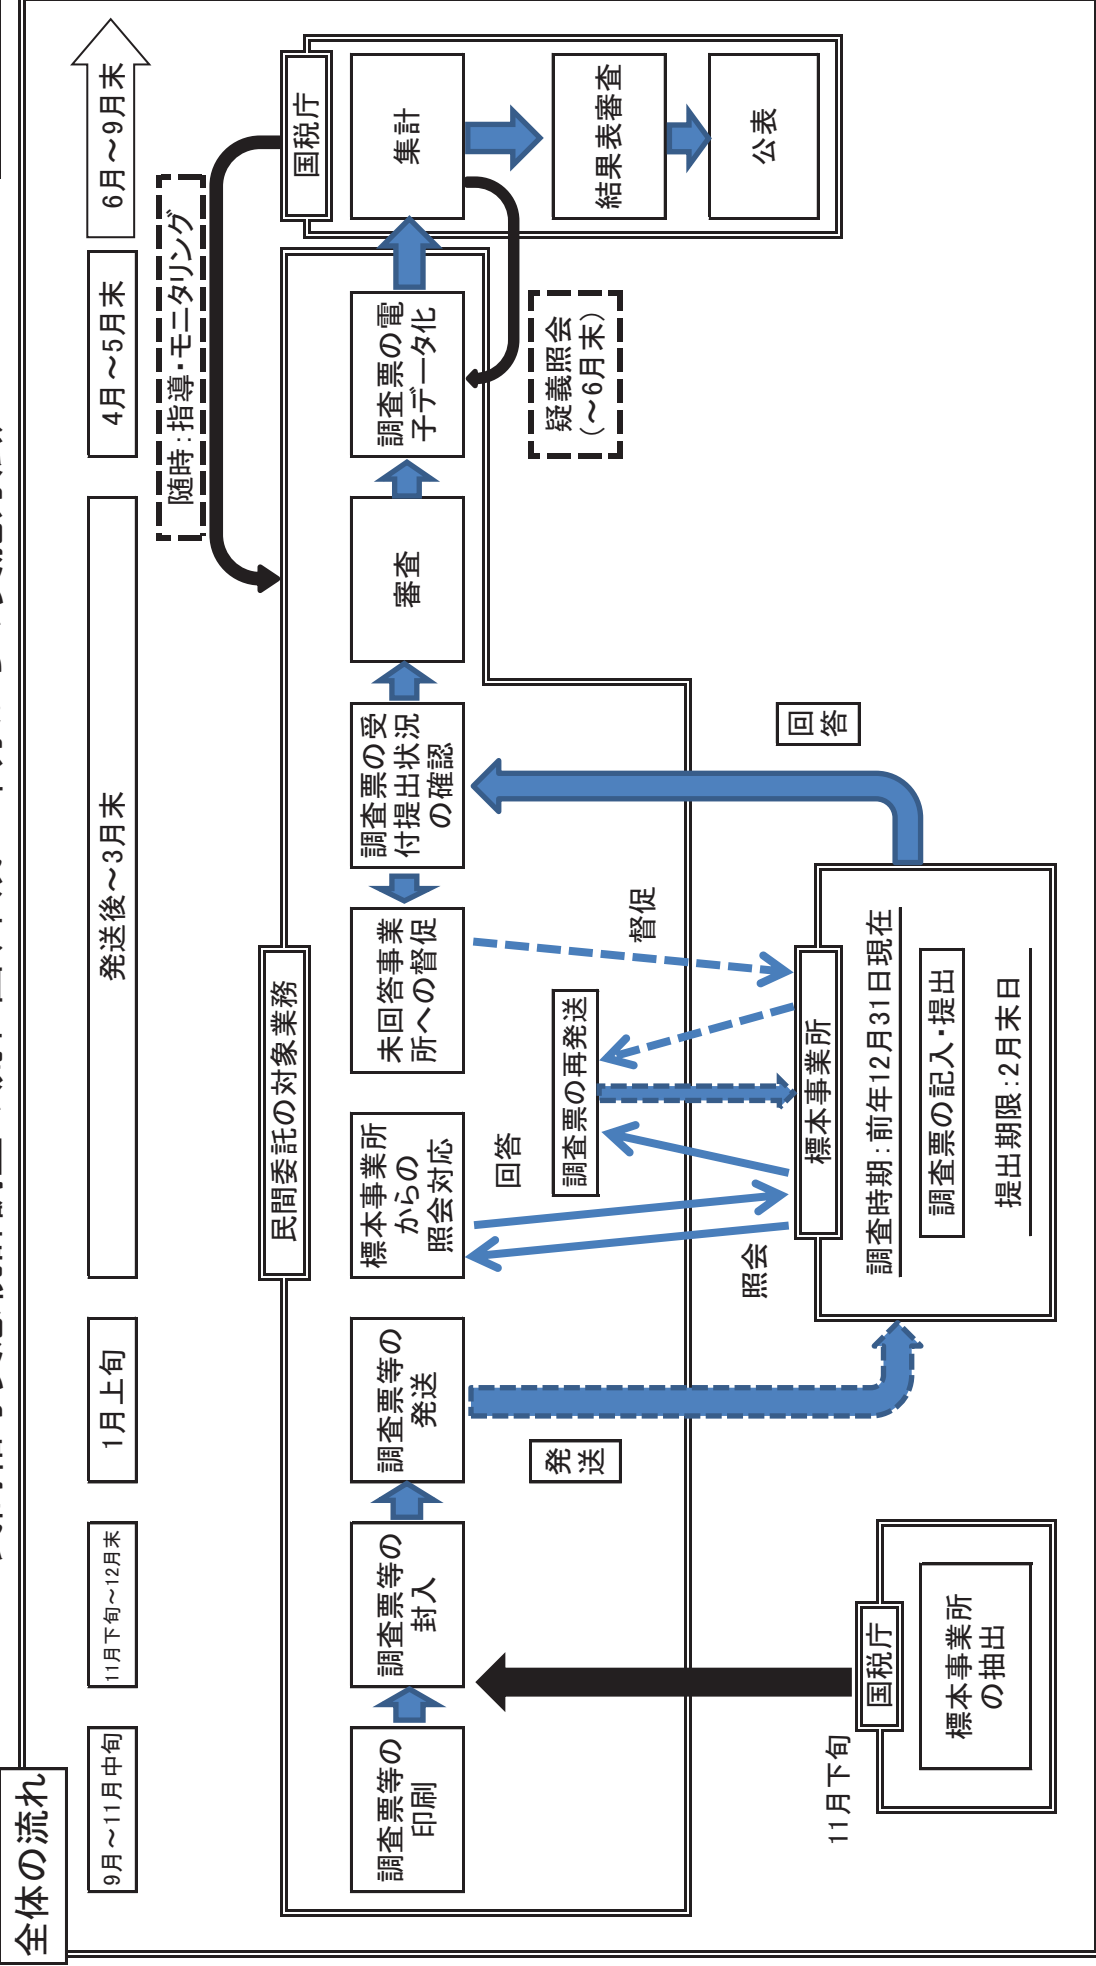 全体の流れ
9月～11月中旬
11月下旬～12月末
1月上旬
発送後～3月末
4月～5月末
6月～9月末
随時：指導・モニタリング
民間委託の対象業務
国税庁
調査票等の
印刷
調査票等の
封入
調査票等の
発送
標本事業所
からの
照会対応
未回答事業
所への督促
調査票の受
付提出状況
の確認
審査
調査票の電
子データ化
集計
結果表審査
公表
疑義照会
（～6月末）
発
送
回答
照会
調査票の再発送
督促
回
答
11月下旬
国税庁
標本事業所
の抽出
標本事業所
調査時期：前年12月31日現在
調査票の記入・提出
提出期限：2月末日